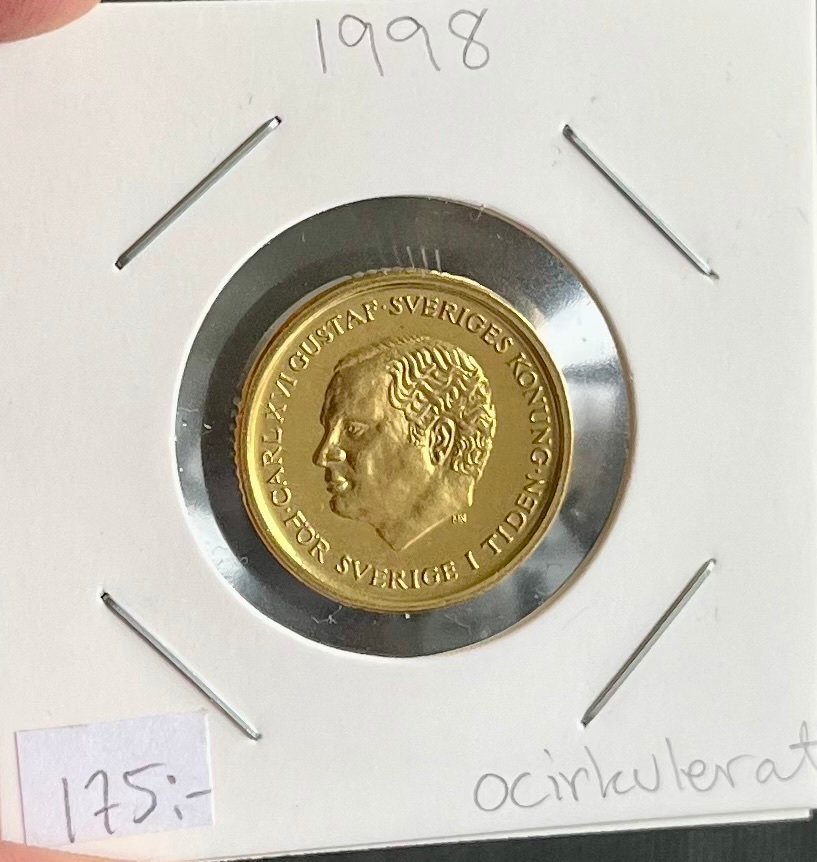 1998
CARL XVI GUSTAF · SVERIGES KONUNG ·
FÖR SVERIGE I TIDEN ·
175:-
ocirkulerat